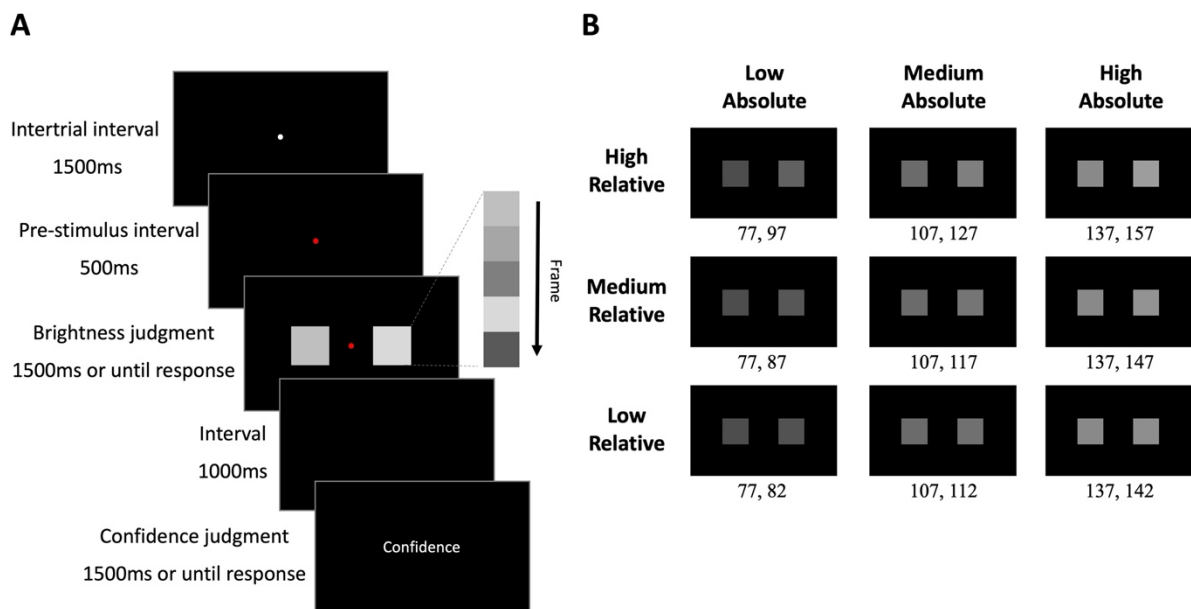 A
Intertrial interval
1500ms
Pre-stimulus interval
500ms
Brightness judgment
1500ms or until response
Frame
Interval
1000ms
Confidence judgment
1500ms or until response
Confidence
B
Low
Absolute
Medium
Absolute
High
Absolute
High
Relative
77, 97
107, 127
137, 157
Medium
Relative
77, 87
107, 117
137, 147
Low
Relative
77, 82
107, 112
137, 142